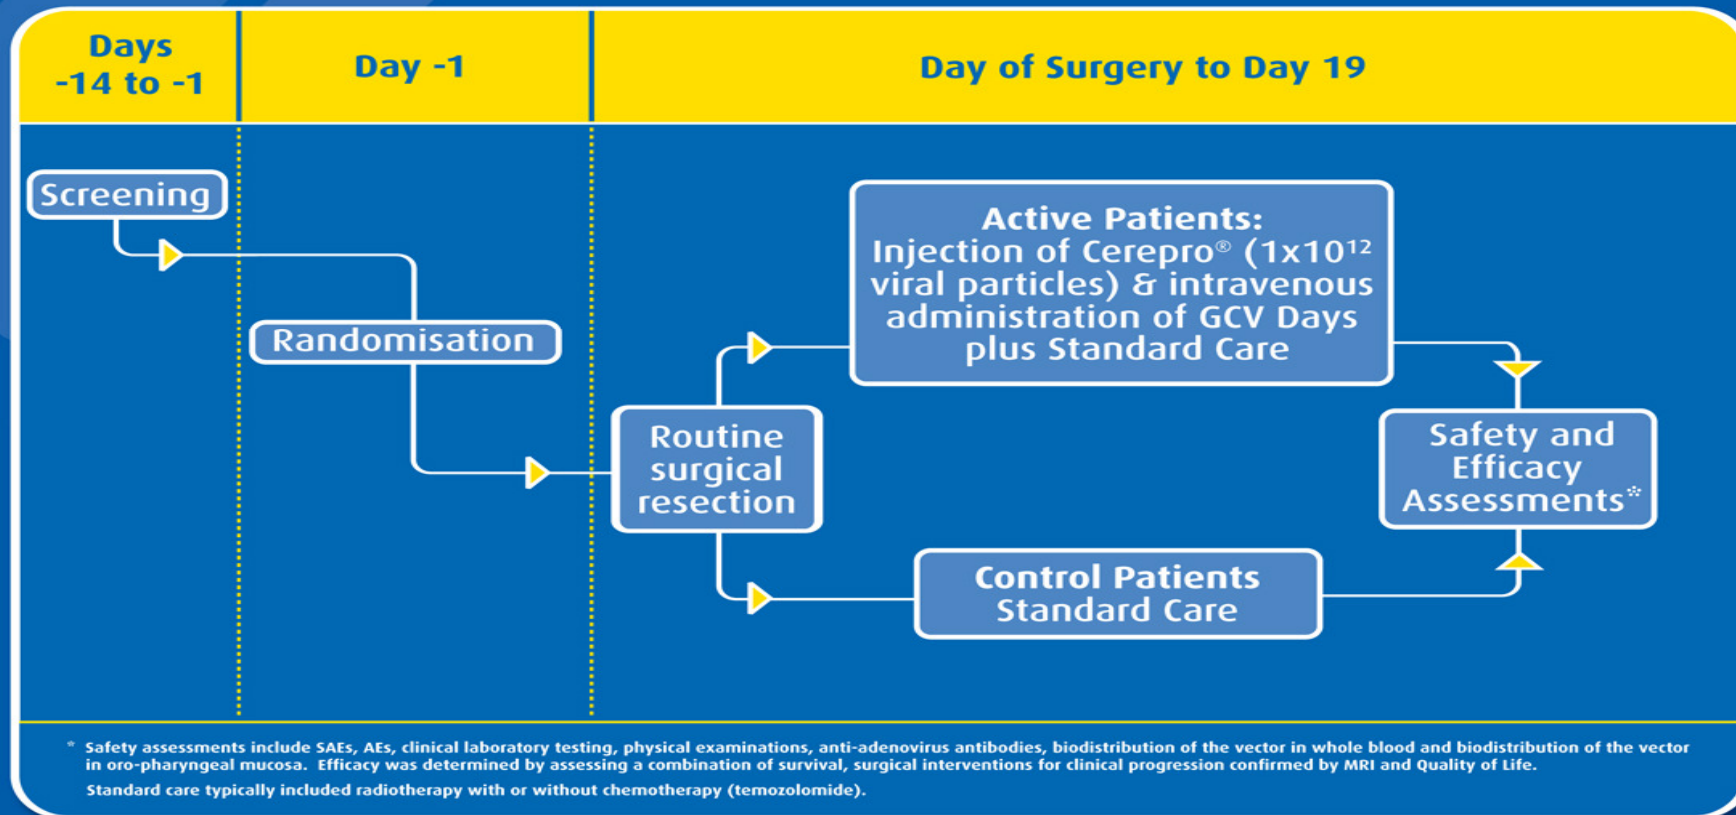 Days
-14 to -1
Day -1
Day of Surgery to Day 19
Screening
Randomisation
Routine
surgical
resection
Active Patients:
Injection of Cerepro® (1x10¹²
viral particles) & intravenous
administration of GCV Days
plus Standard Care
Control Patients
Standard Care
Safety and
Efficacy
Assessments*
* Safety assessments include SAEs, AEs, clinical laboratory testing, physical examinations, anti-adenovirus antibodies, biodistribution of the vector in whole blood and biodistribution of the vector
in oro-pharyngeal mucosa. Efficacy was determined by assessing a combination of survival, surgical interventions for clinical progression confirmed by MRI and Quality of Life.
Standard care typically included radiotherapy with or without chemotherapy (temozolomide).